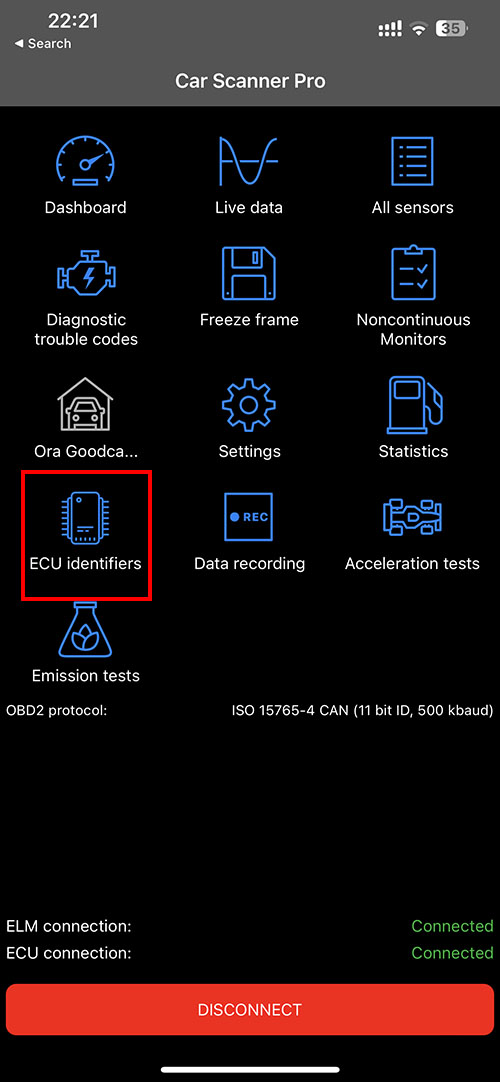 22:21
35
◀ Search
Car Scanner Pro
Dashboard
Live data
All sensors
Diagnostic
trouble codes
Freeze frame
Noncontinuous
Monitors
Ora Goodca...
Settings
Statistics
REC
ECU identifiers
Data recording
Acceleration tests
Emission tests
OBD2 protocol:
ISO 15765-4 CAN (11 bit ID, 500 kbaud)
ELM connection:
Connected
ECU connection:
Connected
DISCONNECT